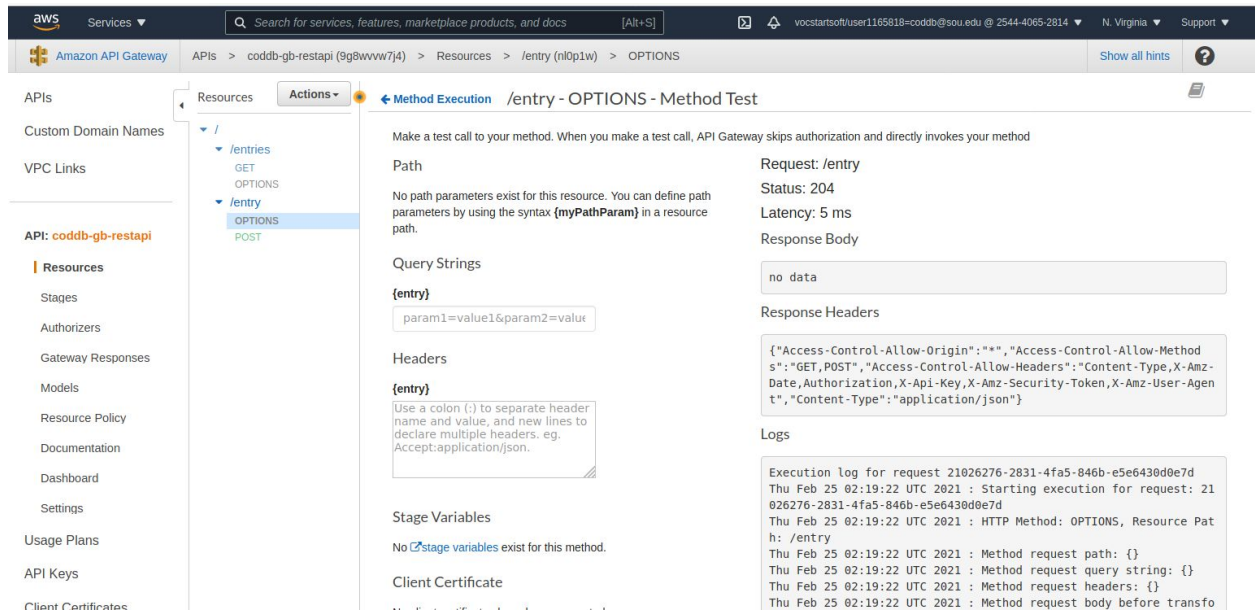 aws Services ▼ Search for services, features, marketplace products, and docs [Alt+S] vocstartsoft/user1165818=coddb@sou.edu @ 2544-4065-2814 ▼ N. Virginia ▼ Support ▼
Amazon API Gateway APIs > coddb-gb-restapi (9g8wvvw7j4) > Resources > /entry (nl0p1w) > OPTIONS Show all hints ?
APIs
Custom Domain Names
VPC Links
API: coddb-gb-restapi
Resources
Stages
Authorizers
Gateway Responses
Models
Resource Policy
Documentation
Dashboard
Settings
Usage Plans
API Keys
Client Certificates
Resources Actions
/
/entries
GET
OPTIONS
/entry
OPTIONS
POST
Method Execution /entry - OPTIONS - Method Test
Make a test call to your method. When you make a test call, API Gateway skips authorization and directly invokes your method
Path
No path parameters exist for this resource. You can define path
parameters by using the syntax {myPathParam} in a resource
path.
Query Strings
{entry}
param1=value1&param2=value
Headers
{entry}
Use a colon (:) to separate header
name and value, and new lines to
declare multiple headers. eg.
Accept:application/json.
Stage Variables
No stage variables exist for this method.
Client Certificate
Request: /entry
Status: 204
Latency: 5 ms
Response Body
no data
Response Headers
{"Access-Control-Allow-Origin":"*","Access-Control-Allow-Method
s":"GET,POST","Access-Control-Allow-Headers":"Content-Type,X-Amz-
Date,Authorization,X-Api-Key,X-Amz-Security-Token,X-Amz-User-Agen
t","Content-Type":"application/json"}
Logs
Execution log for request 21026276-2831-4fa5-846b-e5e6430d0e7d
Thu Feb 25 02:19:22 UTC 2021 : Starting execution for request: 21
026276-2831-4fa5-846b-e5e6430d0e7d
Thu Feb 25 02:19:22 UTC 2021 : HTTP Method: OPTIONS, Resource Pat
h: /entry
Thu Feb 25 02:19:22 UTC 2021 : Method request path: {}
Thu Feb 25 02:19:22 UTC 2021 : Method request query string: {}
Thu Feb 25 02:19:22 UTC 2021 : Method request headers: {}
Thu Feb 25 02:19:22 UTC 2021 : Method request body before transfo